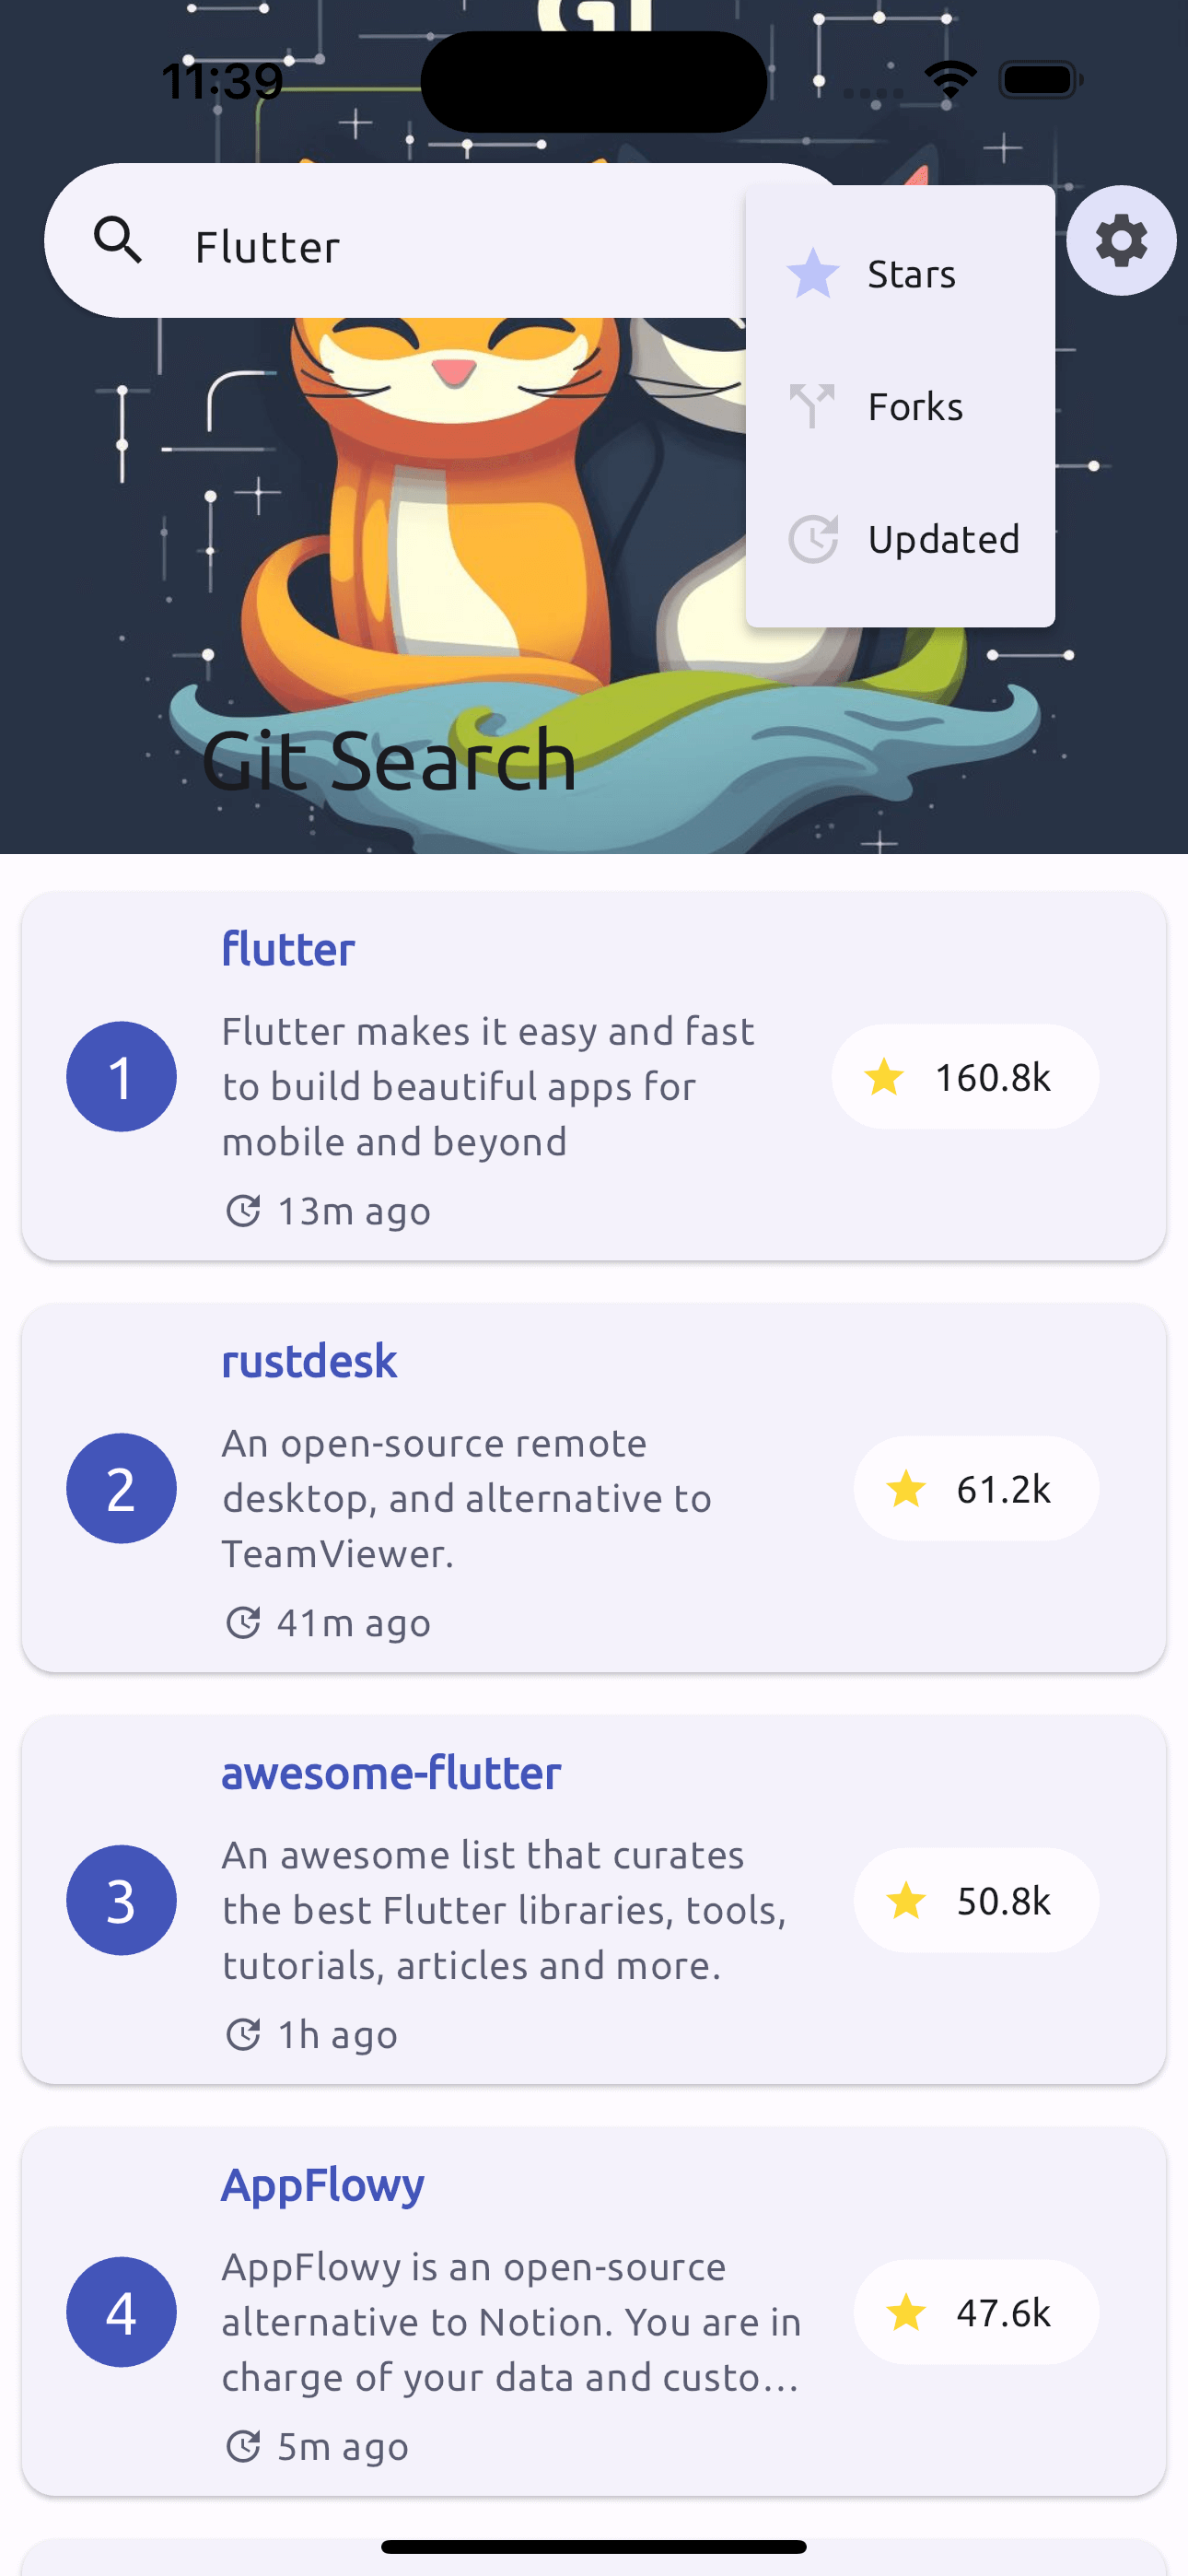 GI
11:39
Flutter
Stars
Forks
Updated
Git Search
flutter
1
Flutter makes it easy and fast
to build beautiful apps for
mobile and beyond
13m ago
160.8k
rustdesk
2
An open-source remote
desktop, and alternative to
TeamViewer.
41m ago
61.2k
awesome-flutter
3
An awesome list that curates
the best Flutter libraries, tools,
tutorials, articles and more.
1h ago
50.8k
AppFlowy
4
AppFlowy is an open-source
alternative to Notion. You are in
charge of your data and custo...
5m ago
47.6k